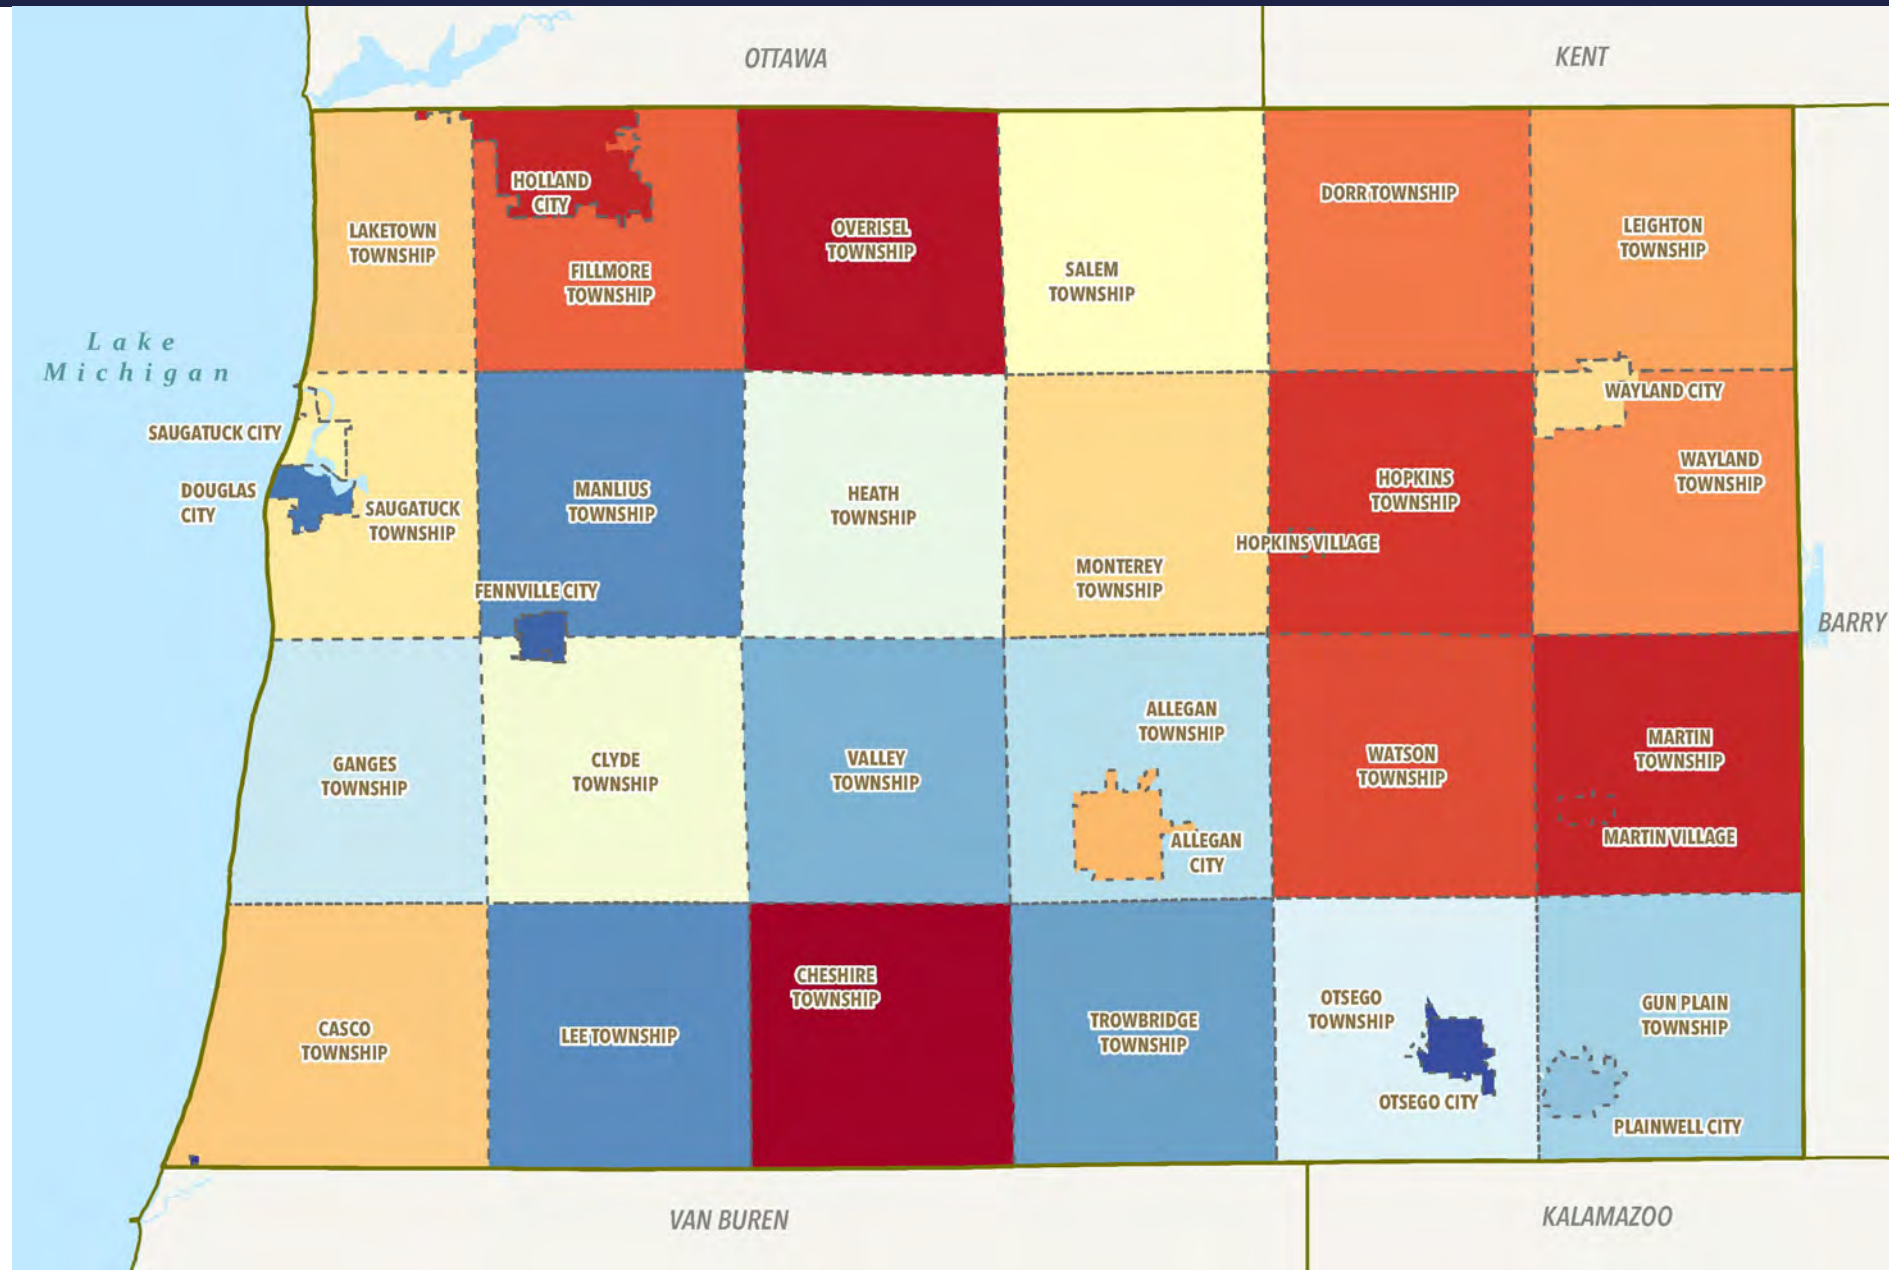 OTTAWA
KENT
HOLLAND
CITY
DORR TOWNSHIP
LAKETOWN
TOWNSHIP
OVERISEL
TOWNSHIP
LEIGHTON
TOWNSHIP
FILLMORE
TOWNSHIP
SALEM
TOWNSHIP
Lake
Michigan
WAYLAND CITY
SAUGATUCK CITY
WAYLAND
TOWNSHIP
DOUGLAS
CITY
SAUGATUCK
TOWNSHIP
MANLIUS
TOWNSHIP
HEATH
TOWNSHIP
HOPKINS
TOWNSHIP
HOPKINS VILLAGE
MONTEREY
TOWNSHIP
FENNVILLE CITY
BARRY
ALLEGAN
TOWNSHIP
GANGES
TOWNSHIP
CLYDE
TOWNSHIP
VALLEY
TOWNSHIP
WATSON
TOWNSHIP
MARTIN
TOWNSHIP
MARTIN VILLAGE
ALLEGAN
CITY
CASCO
TOWNSHIP
LEE TOWNSHIP
CHESHIRE
TOWNSHIP
TROWBRIDGE
TOWNSHIP
OTSEGO
TOWNSHIP
GUN PLAIN
TOWNSHIP
OTSEGO CITY
PLAINWELL CITY
VAN BUREN
KALAMAZOO